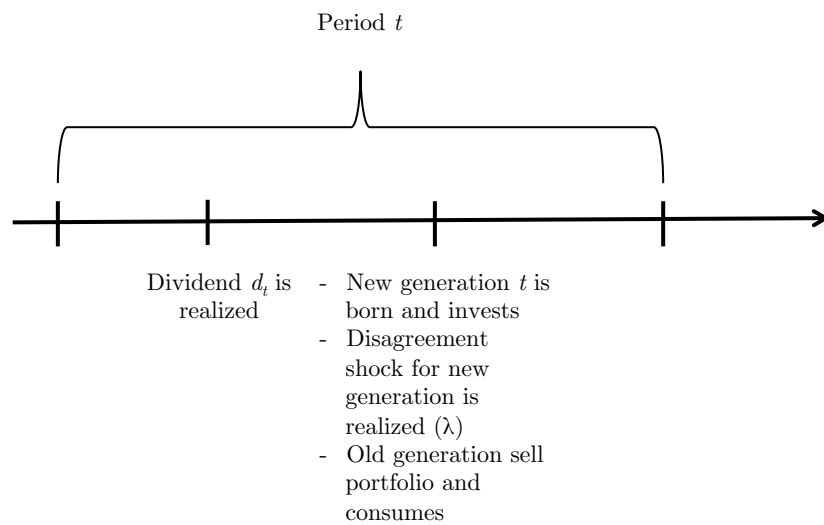 Period t
Dividend dₜ is
realized
- New generation t is
born and invests
- Disagreement
shock for new
generation is
realized (λ)
- Old generation sell
portfolio and
consumes